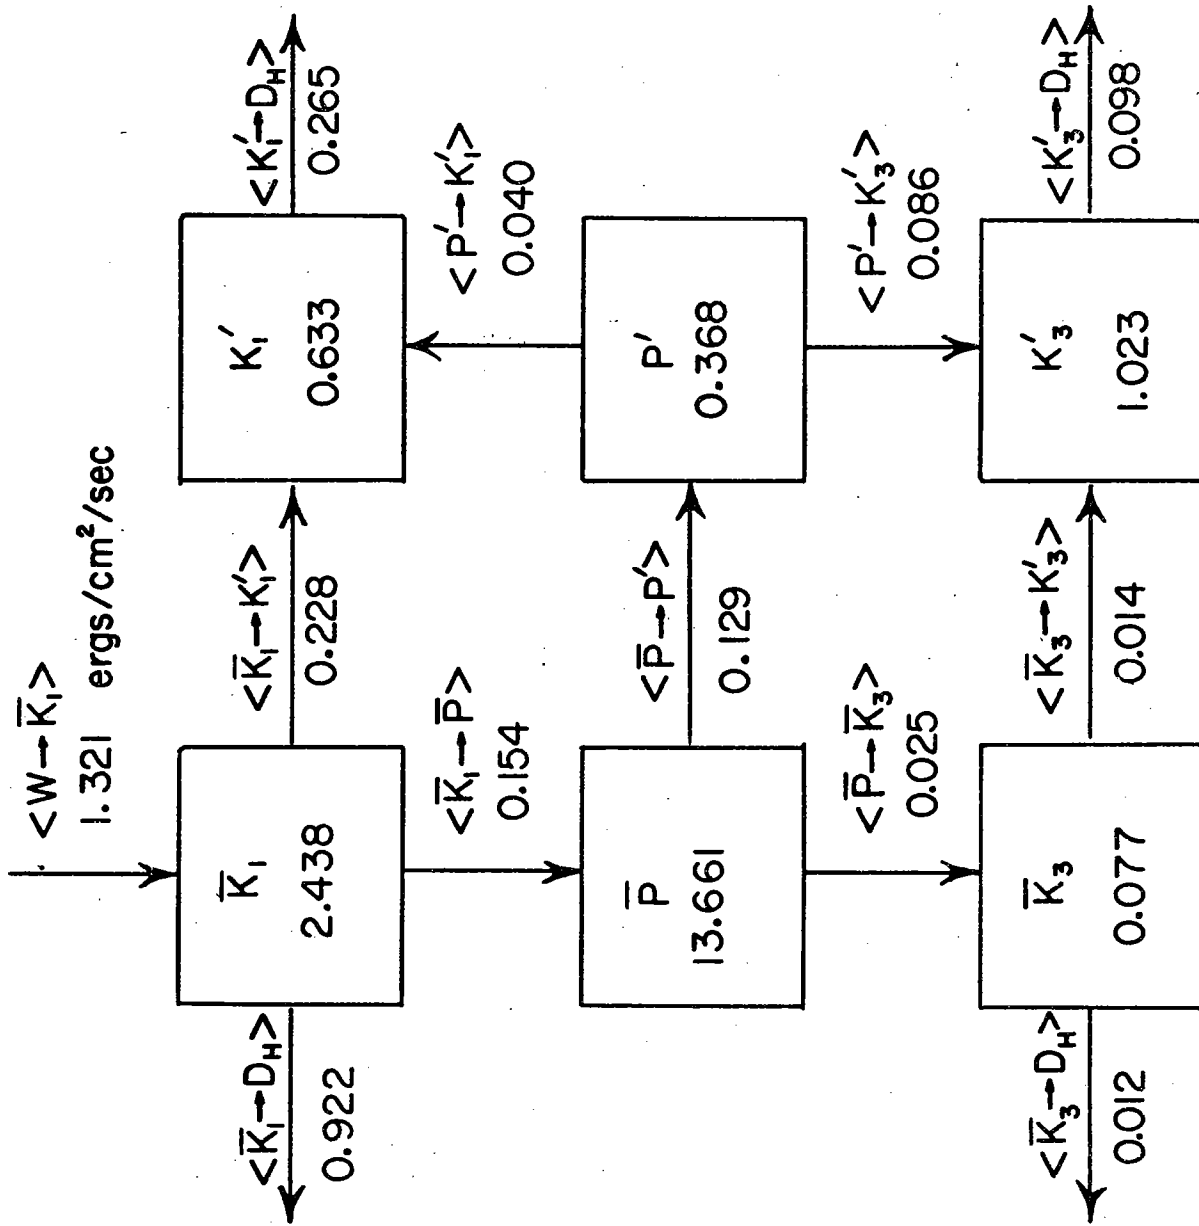 <W→K̄₁>
1.321 ergs/cm²/sec
<K̄₁→D_H>
0.922
K̄₁
2.438
<K̄₁→K₁′>
0.228
K₁′
0.633
<K₁′→D_H>
0.265
<K̄₁→P̄>
0.154
<P′→K₁′>
0.040
P̄
13.661
<P̄→P′>
0.129
P′
0.368
<P̄→K̄₃>
0.025
<P′→K₃′>
0.086
<K̄₃→D_H>
0.012
K̄₃
0.077
<K̄₃→K₃′>
0.014
K₃′
1.023
<K₃′→D_H>
0.098